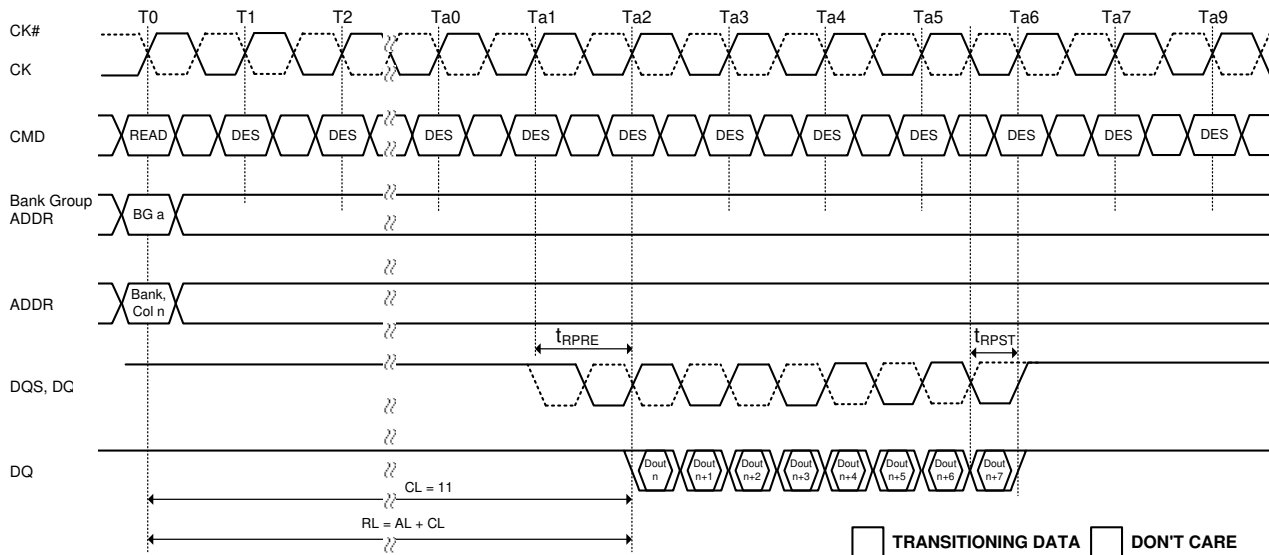 T0 T1 T2 Ta0 Ta1 Ta2 Ta3 Ta4 Ta5 Ta6 Ta7 Ta9
CK#
CK
CMD READ DES DES DES DES DES DES DES DES DES DES DES
Bank Group
ADDR
BG a
ADDR
Bank,
Col n
tRPRE tRPST
DQS, DQ
DQ
Dout Dout Dout Dout Dout Dout Dout Dout
n n+1 n+2 n+3 n+4 n+5 n+6 n+7
CL = 11
RL = AL + CL
TRANSITIONING DATA DON'T CARE